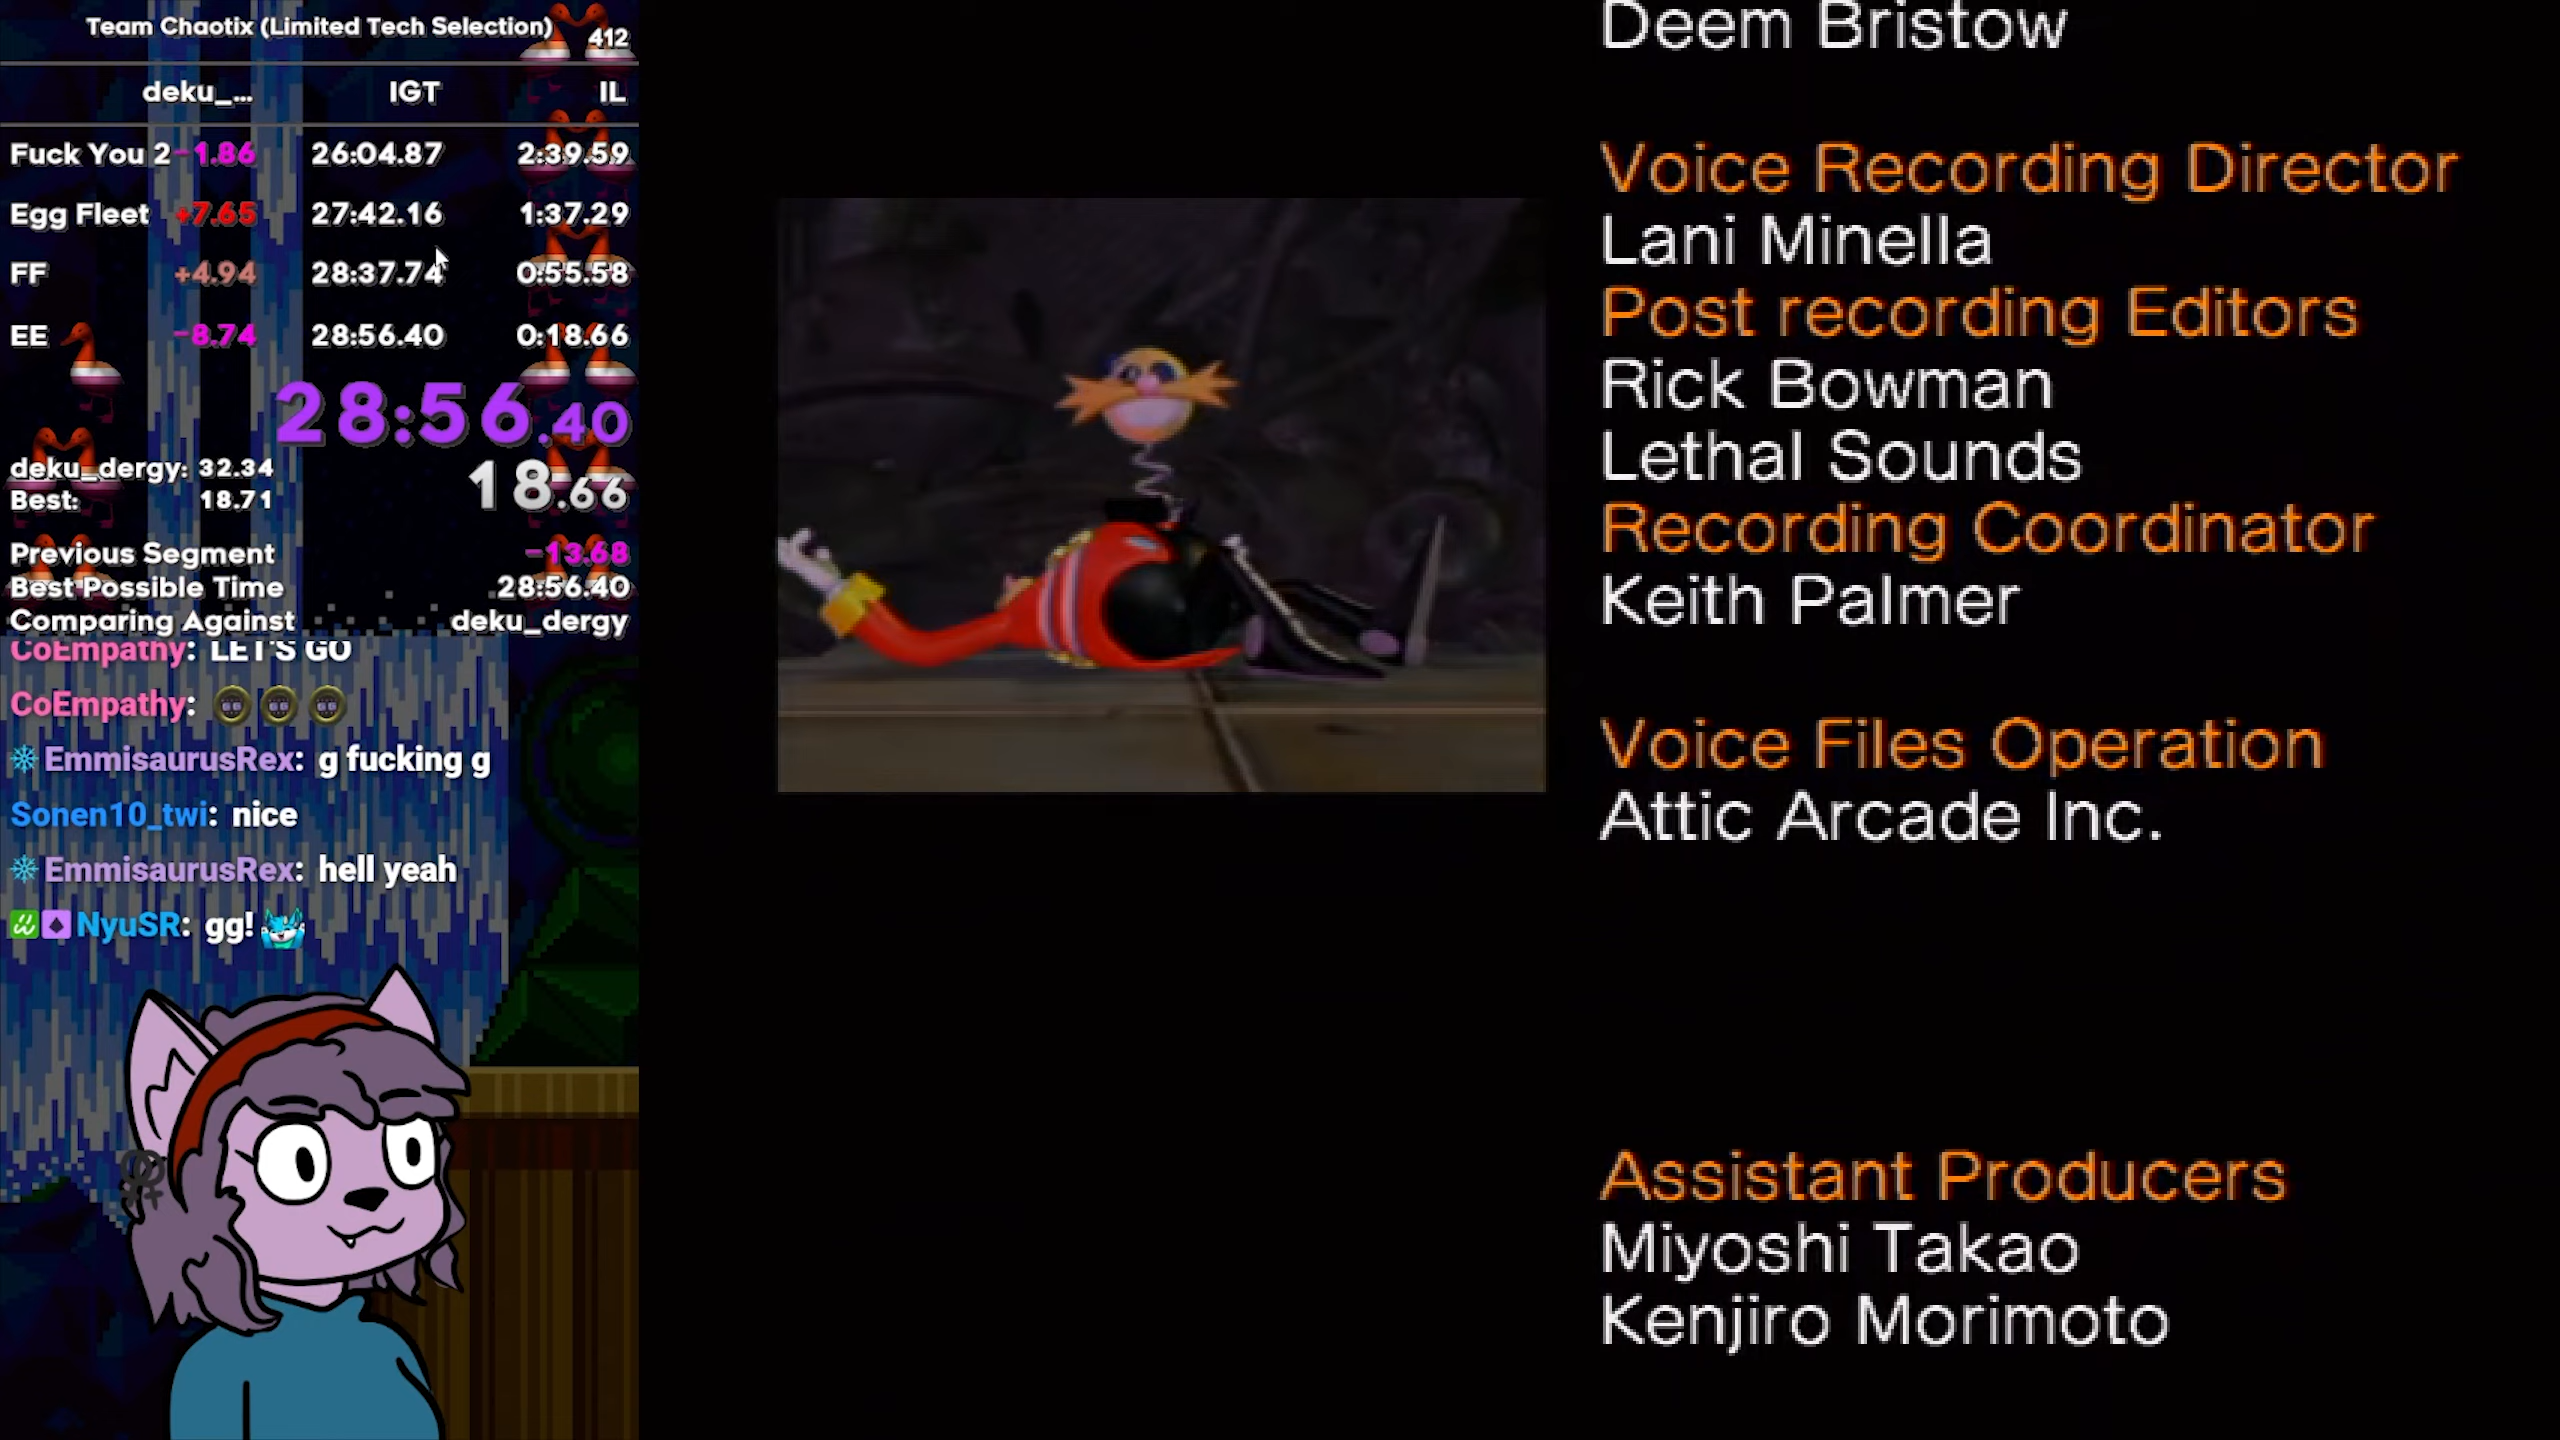 Team Chaotix (Limited Tech Selection) 412
deku_... IGT IL
Fuck You 2 -1.86 26:04.87 2:39.59
Egg Fleet +7.65 27:42.16 1:37.29
FF +4.94 28:37.74 0:55.58
EE -8.74 28:56.40 0:18.66
28:56.40
deku_dergy: 32.34
Best: 18.71
18.66
Previous Segment -13.68
Best Possible Time 28:56.40
Comparing Against deku_dergy
CoEmpathy: LET'S GO
CoEmpathy: GG GG GG
EmmisaurusRex: g fucking g
Sonen10_twi: nice
EmmisaurusRex: hell yeah
NyuSR: gg!
Deem Bristow
Voice Recording Director
Lani Minella
Post recording Editors
Rick Bowman
Lethal Sounds
Recording Coordinator
Keith Palmer
Voice Files Operation
Attic Arcade Inc.
Assistant Producers
Miyoshi Takao
Kenjiro Morimoto